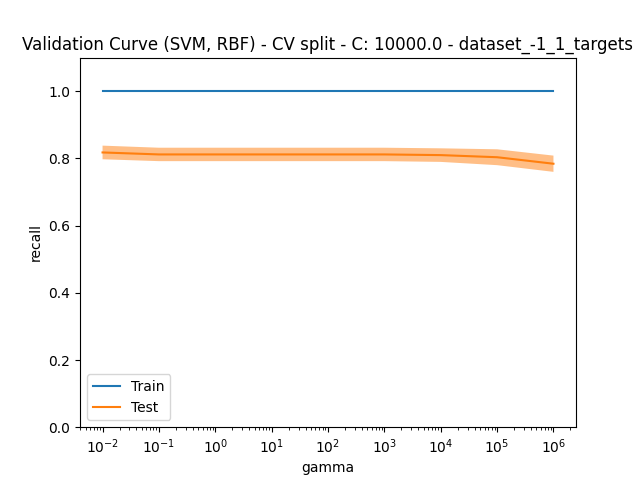 Validation Curve (SVM, RBF) - CV split - C: 10000.0 - dataset_-1_1_targets
1.0
0.8
0.6
0.4
0.2
0.0
recall
Train
Test
10⁻² 10⁻¹ 10⁰ 10¹ 10² 10³ 10⁴ 10⁵ 10⁶
gamma